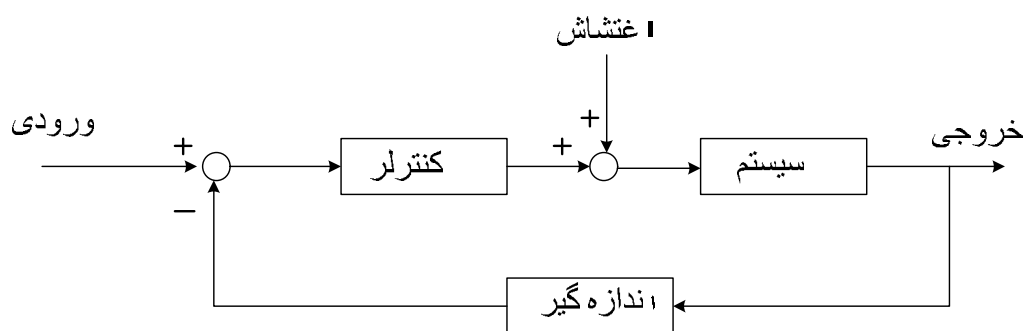 اغتشاش
ورودی
+
+
+
خروجی
کنترلر
سیستم
−
اندازه گیر